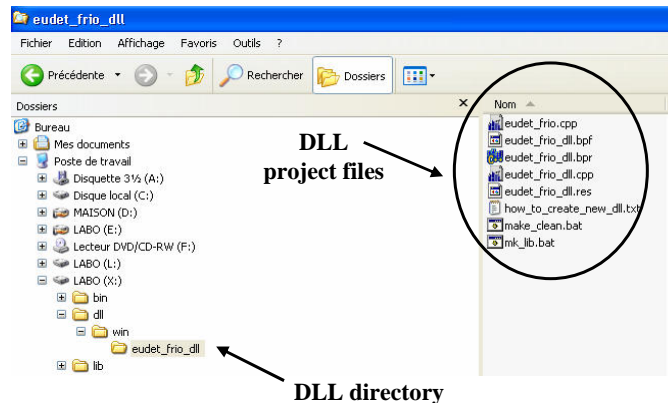 eudet_frio_dll
Fichier Edition Affichage Favoris Outils ?
Précédente Rechercher Dossiers
Dossiers × Nom
Bureau
Mes documents
Poste de travail
Disquette 3½ (A:)
Disque local (C:)
MAISON (D:)
LABO (E:)
Lecteur DVD/CD-RW (F:)
LABO (L:)
LABO (X:)
bin
dll
win
eudet_frio_dll
lib
DLL
project files
eudet_frio.cpp
eudet_frio_dll.bpf
eudet_frio_dll.bpr
eudet_frio_dll.cpp
eudet_frio_dll.res
how_to_create_new_dll.txt
make_clean.bat
mk_lib.bat
DLL directory